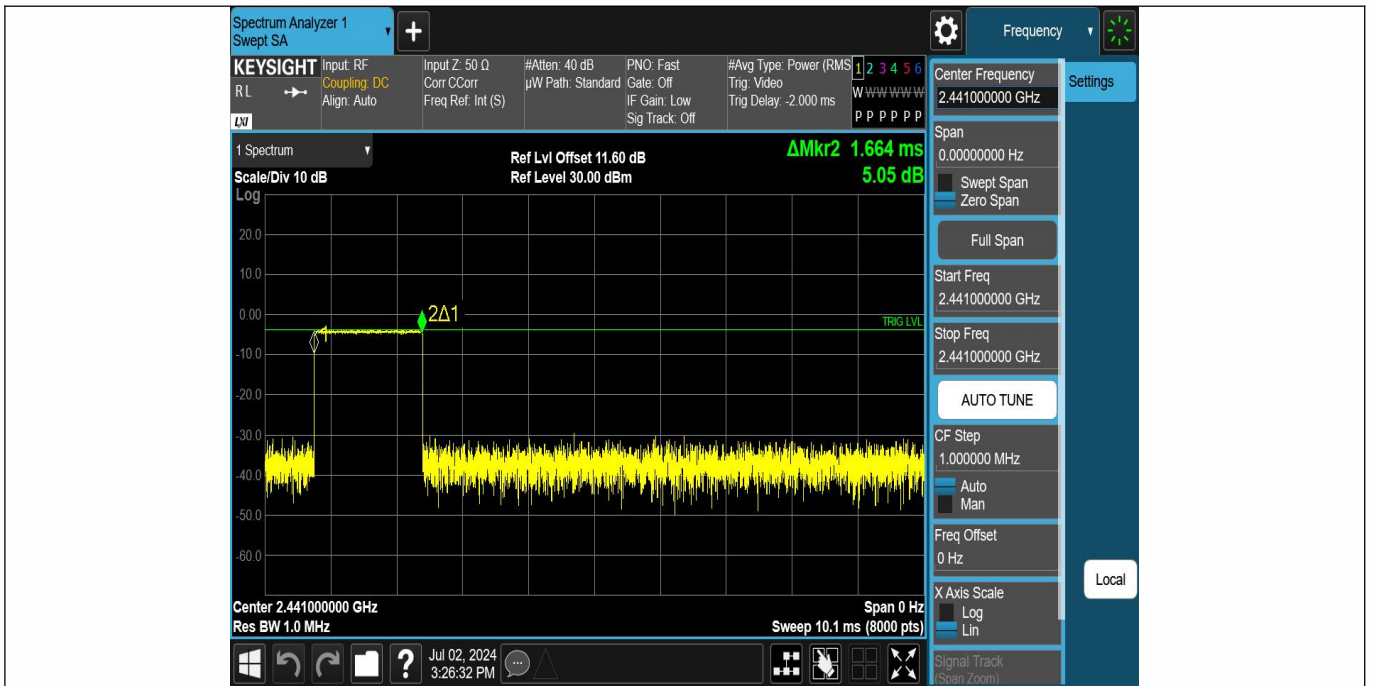 Spectrum Analyzer 1
Swept SA
+
Frequency
KEYSIGHT
RL
LXI
Input: RF
Coupling: DC
Align: Auto
Input Z: 50 Ω
Corr CCorr
Freq Ref: Int (S)
#Atten: 40 dB
µW Path: Standard
PNO: Fast
Gate: Off
IF Gain: Low
Sig Track: Off
#Avg Type: Power (RMS
Trig: Video
Trig Delay: -2.000 ms
1 2 3 4 5 6
W W W W W W
P P P P P P
Center Frequency
2.441000000 GHz
Settings
1 Spectrum
Scale/Div 10 dB
Log
Ref Lvl Offset 11.60 dB
Ref Level 30.00 dBm
ΔMkr2 1.664 ms
5.05 dB
Span
0.00000000 Hz
Swept Span
Zero Span
Full Span
Start Freq
2.441000000 GHz
Stop Freq
2.441000000 GHz
AUTO TUNE
CF Step
1.000000 MHz
Auto
Man
Freq Offset
0 Hz
X Axis Scale
Log
Lin
Signal Track
(Span Zoom)
Local
20.0
10.0
0.00
-10.0
-20.0
-30.0
-40.0
-50.0
-60.0
2Δ1
1
TRIG LVL
Center 2.441000000 GHz
Res BW 1.0 MHz
Span 0 Hz
Sweep 10.1 ms (8000 pts)
?
Jul 02, 2024
3:26:32 PM